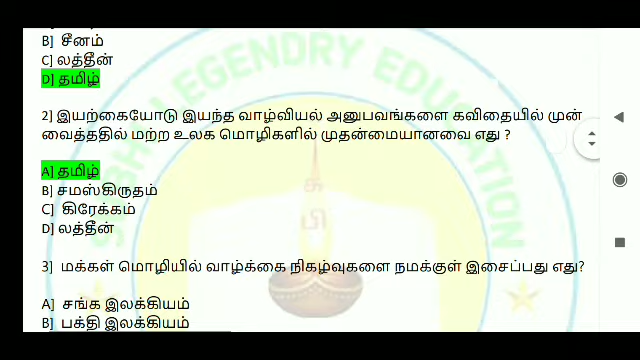 B] சீனம்
C] லத்தீன்
D] தமிழ்
2] இயற்கையோடு இயந்த வாழ்வியல் அனுபவங்களை கவிதையில் முன்
வைத்ததில் மற்ற உலக மொழிகளில் முதன்மையானவை எது ?
A] தமிழ்
B] சமஸ்கிருதம்
C] கிரேக்கம்
D] லத்தீன்
3] மக்கள் மொழியில் வாழ்க்கை நிகழ்வுகளை நமக்குள் இசைப்பது எது?
A] சங்க இலக்கியம்
B] பக்தி இலக்கியம்
LEGENDRY EDUCATION